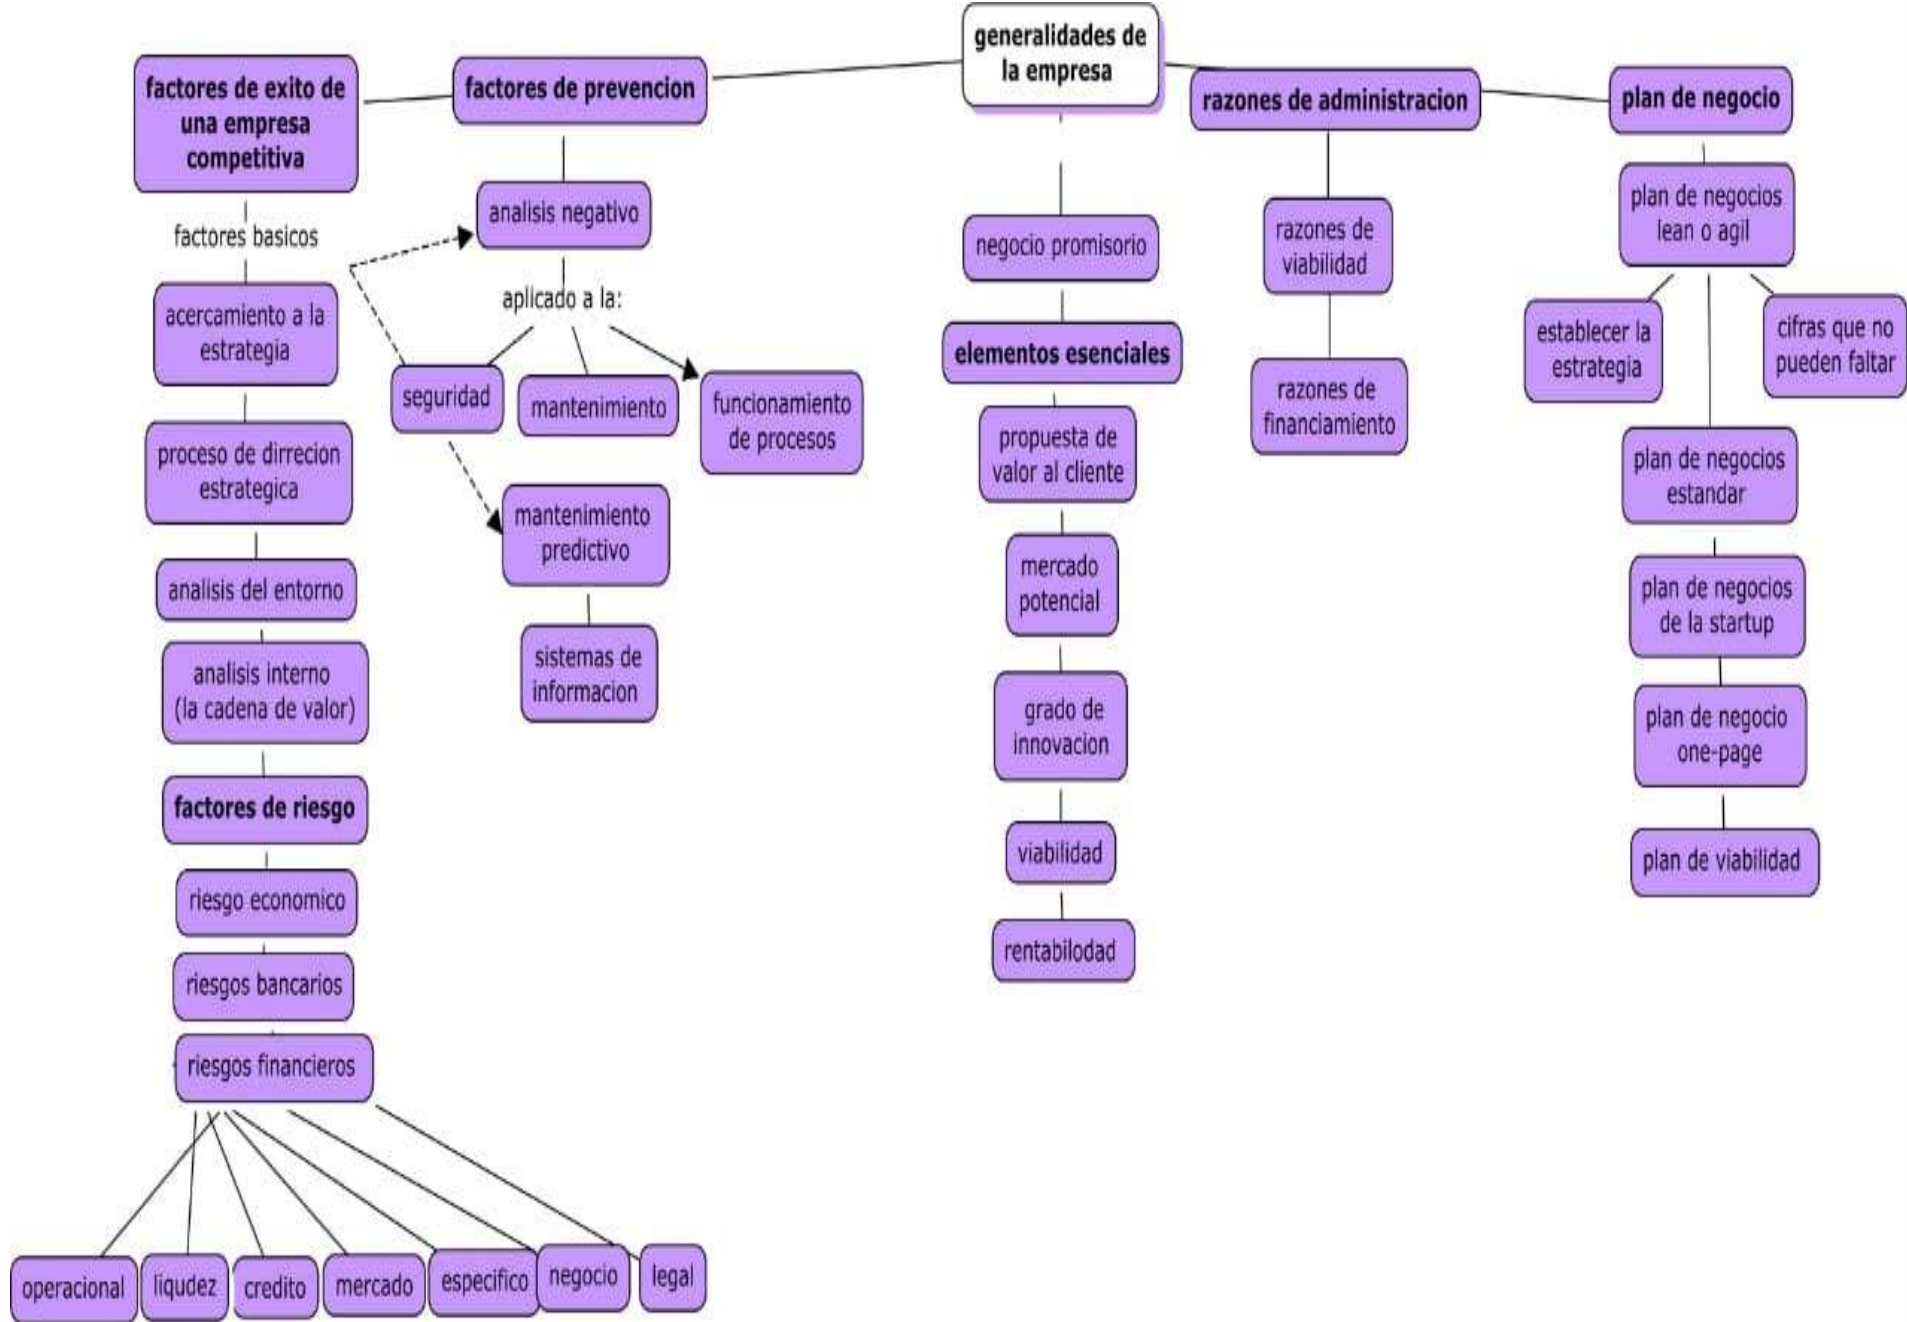 generalidades de
la empresa
factores de exito de
una empresa
competitiva
factores basicos
acercamiento a la
estrategia
proceso de dirrecion
estrategica
analisis del entorno
analisis interno
(la cadena de valor)
factores de riesgo
riesgo economico
riesgos bancarios
riesgos financieros
operacional
liqudez
credito
mercado
especifico
negocio
legal
factores de prevencion
analisis negativo
aplicado a la:
seguridad
mantenimiento
funcionamiento
de procesos
mantenimiento
predictivo
sistemas de
informacion
negocio promisorio
elementos esenciales
propuesta de
valor al cliente
mercado
potencial
grado de
innovacion
viabilidad
rentabilodad
razones de administracion
razones de
viabilidad
razones de
financiamiento
plan de negocio
plan de negocios
lean o agil
establecer la
estrategia
cifras que no
pueden faltar
plan de negocios
estandar
plan de negocios
de la startup
plan de negocio
one-page
plan de viabilidad